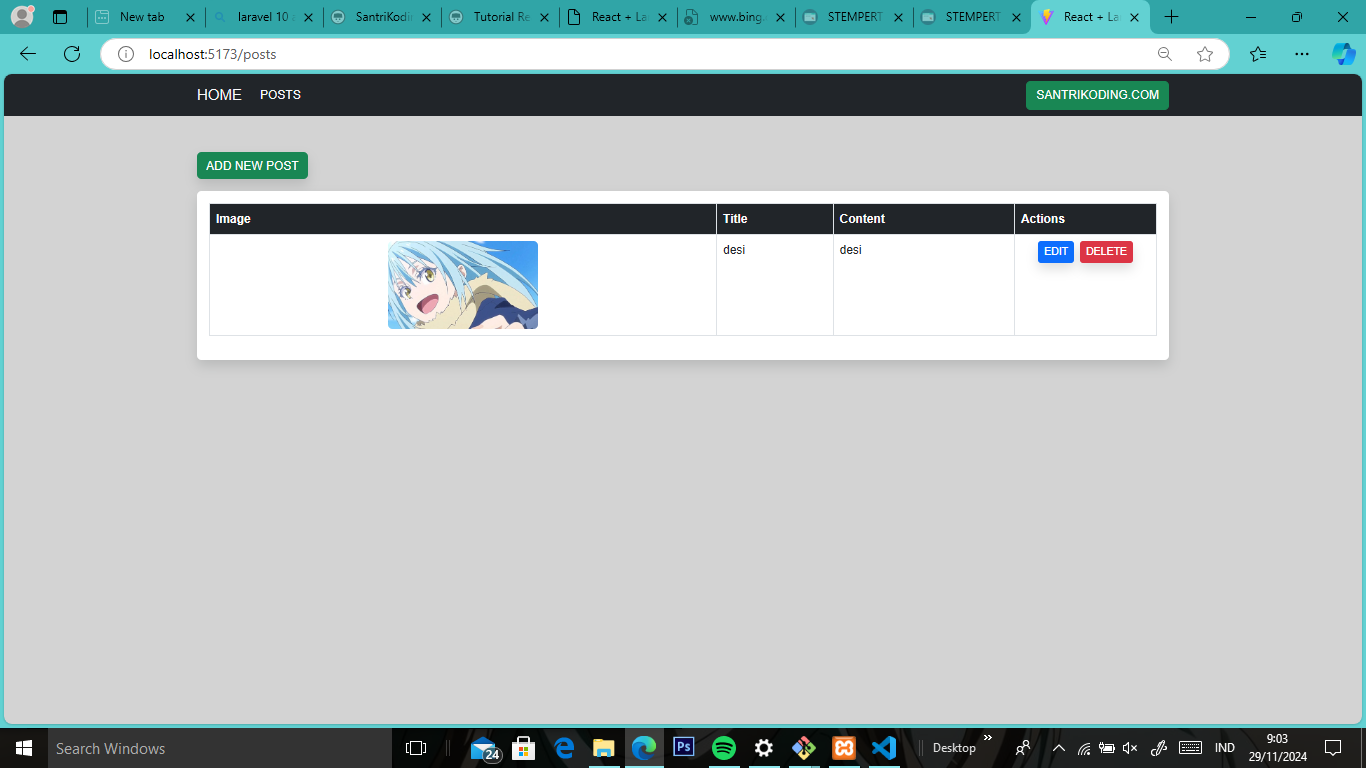 New tab
laravel 10
SantriKodi
Tutorial Re
React + La
www.bing.
STEMPERT
STEMPERT
React + La
localhost:5173/posts
HOME
POSTS
SANTRIKODING.COM
ADD NEW POST
Image
Title
Content
Actions
desi
desi
EDIT
DELETE
Search Windows
24
Ps
Desktop
IND
9:03
29/11/2024